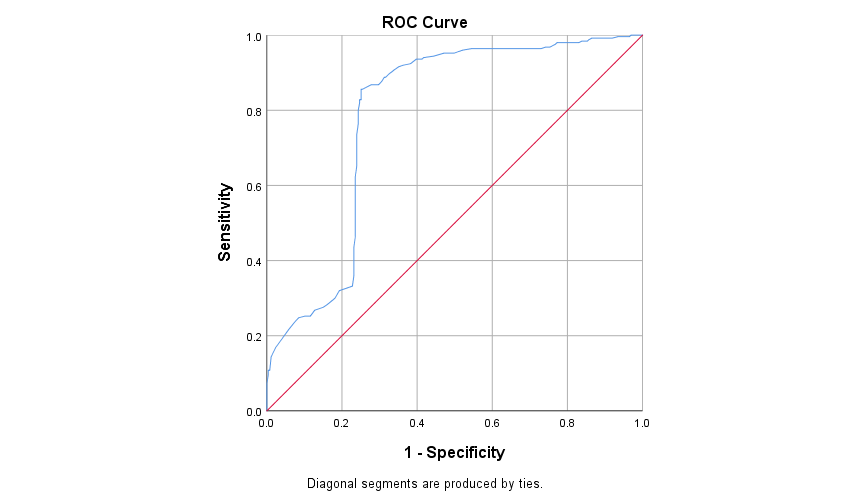 ROC Curve
1.0
0.8
0.6
0.4
0.2
0.0
Sensitivity
0.0 0.2 0.4 0.6 0.8 1.0
1 - Specificity
Diagonal segments are produced by ties.